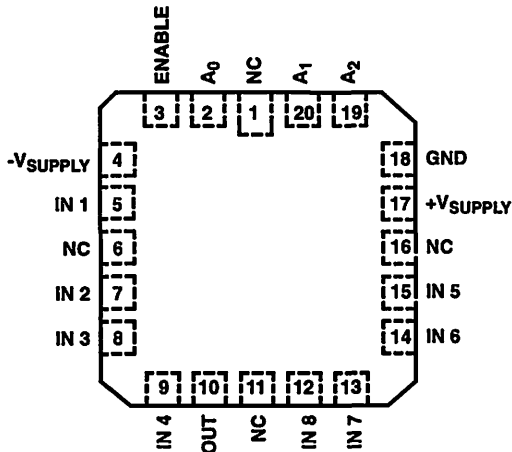 ENABLE A0 NC A1 A2
3 2 1 20 19
-VSUPPLY 4 18 GND
IN 1 5 17 +VSUPPLY
NC 6 16 NC
IN 2 7 15 IN 5
IN 3 8 14 IN 6
9 10 11 12 13
IN 4 OUT NC IN 8 IN 7